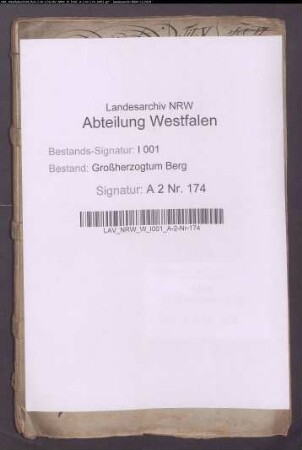 Landesarchiv NRW
Abteilung Westfalen
Bestands-Signatur: I 001
Bestand: Großherzogtum Berg
Signatur: A 2 Nr. 174
LAV_NRW_W_I001_A-2-Nr-174